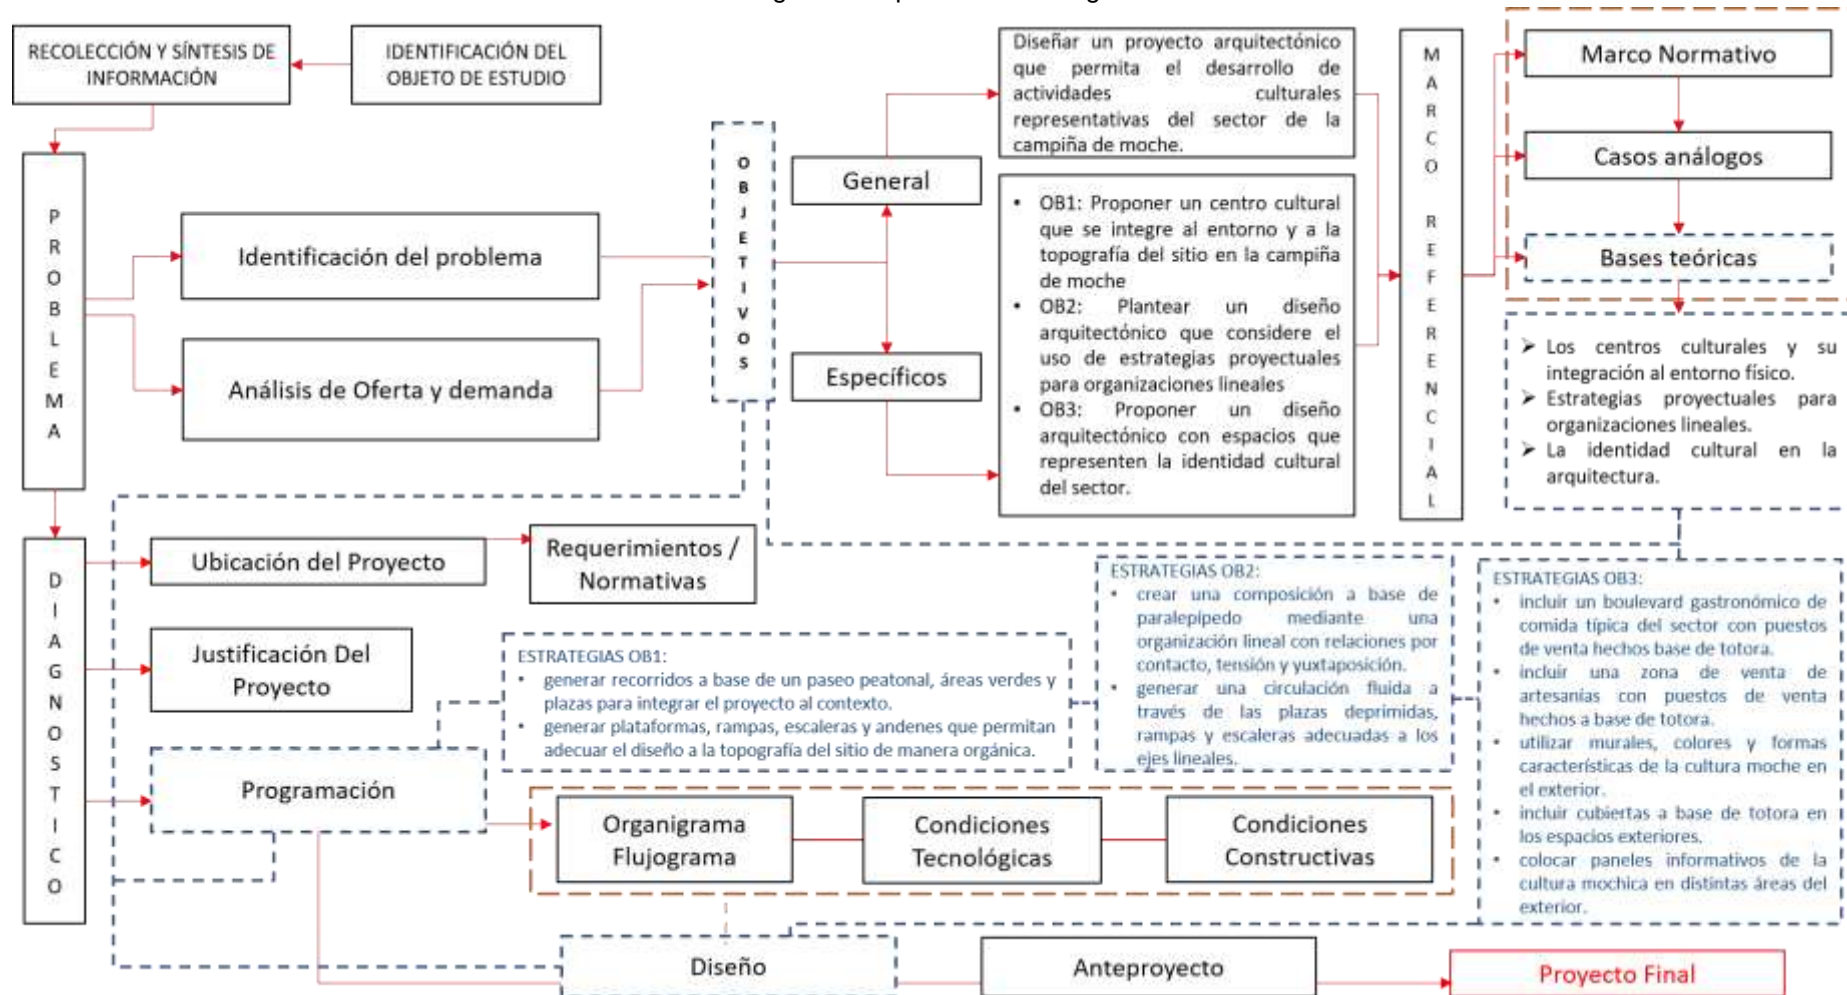 RECOLECCIÓN Y SÍNTESIS DE
INFORMACIÓN
IDENTIFICACIÓN DEL
OBJETO DE ESTUDIO
PROBLEMA
Identificación del problema
Análisis de Oferta y demanda
OBJETIVOS
General
Específicos
Diseñar un proyecto arquitectónico
que permita el desarrollo de
actividades culturales
representativas del sector de la
campiña de moche.
• OB1: Proponer un centro cultural
que se integre al entorno y a la
topografía del sitio en la campiña
de moche
• OB2: Plantear un diseño
arquitectónico que considere el
uso de estrategias proyectuales
para organizaciones lineales
• OB3: Proponer un diseño
arquitectónico con espacios que
representen la identidad cultural
del sector.
MARCO REFERENCIAL
Marco Normativo
Casos análogos
Bases teóricas
➤ Los centros culturales y su
integración al entorno físico.
➤ Estrategias proyectuales para
organizaciones lineales.
➤ La identidad cultural en la
arquitectura.
DIAGNOSTICO
Ubicación del Proyecto
Requerimientos /
Normativas
Justificación Del
Proyecto
Programación
ESTRATEGIAS OB1:
• generar recorridos a base de un paseo peatonal, áreas verdes y
plazas para integrar el proyecto al contexto.
• generar plataformas, rampas, escaleras y andenes que permitan
adecuar el diseño a la topografía del sitio de manera orgánica.
ESTRATEGIAS OB2:
• crear una composición a base de
paralepípedo mediante una
organización lineal con relaciones por
contacto, tensión y yuxtaposición.
• generar una circulación fluida a
través de las plazas deprimidas,
rampas y escaleras adecuadas a los
ejes lineales.
ESTRATEGIAS OB3:
• incluir un boulevard gastronómico de
comida típica del sector con puestos
de venta hechos base de totora.
• incluir una zona de venta de
artesanías con puestos de venta
hechos a base de totora.
• utilizar murales, colores y formas
características de la cultura moche en
el exterior.
• incluir cubiertas a base de totora en
los espacios exteriores.
• colocar paneles informativos de la
cultura mochica en distintas áreas del
exterior.
Organigrama
Flujograma
Condiciones
Tecnológicas
Condiciones
Constructivas
Diseño
Anteproyecto
Proyecto Final